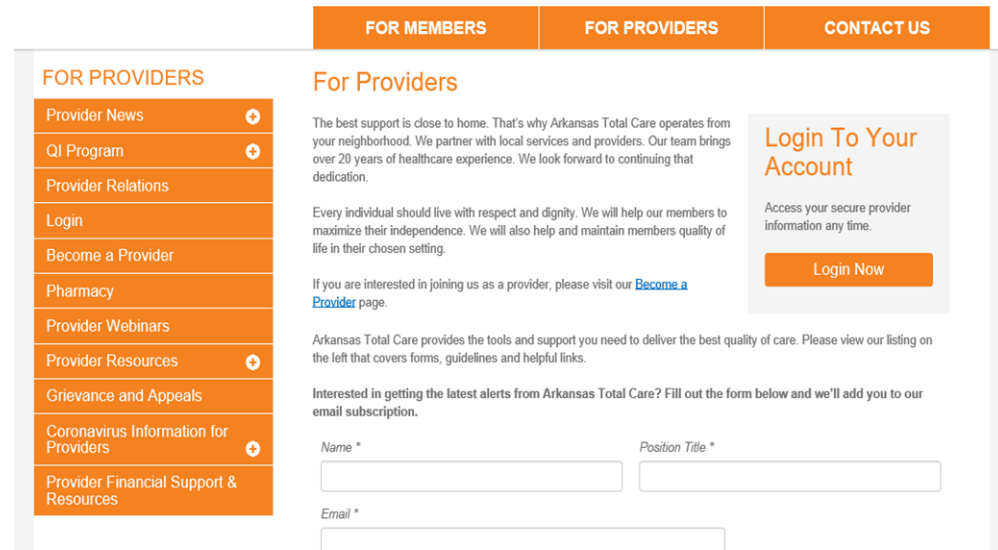 FOR MEMBERS
FOR PROVIDERS
CONTACT US
FOR PROVIDERS
Provider News
QI Program
Provider Relations
Login
Become a Provider
Pharmacy
Provider Webinars
Provider Resources
Grievance and Appeals
Coronavirus Information for
Providers
Provider Financial Support &
Resources
For Providers
The best support is close to home. That's why Arkansas Total Care operates from
your neighborhood. We partner with local services and providers. Our team brings
over 20 years of healthcare experience. We look forward to continuing that
dedication.
Every individual should live with respect and dignity. We will help our members to
maximize their independence. We will also help and maintain members quality of
life in their chosen setting.
If you are interested in joining us as a provider, please visit our Become a
Provider page.
Login To Your
Account
Access your secure provider
information any time.
Login Now
Arkansas Total Care provides the tools and support you need to deliver the best quality of care. Please view our listing on
the left that covers forms, guidelines and helpful links.
Interested in getting the latest alerts from Arkansas Total Care? Fill out the form below and we'll add you to our
email subscription.
Name *
Position Title *
Email *